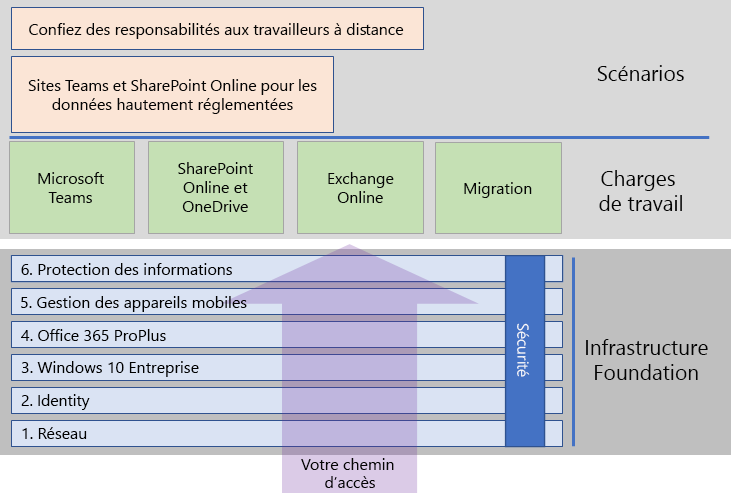 Confiez des responsabilités aux travailleurs à distance
Sites Teams et SharePoint Online pour les
données hautement réglementées
Scénarios
Microsoft
Teams
SharePoint
Online et
OneDrive
Exchange
Online
Migration
Charges
de travail
6. Protection des informations
5. Gestion des appareils mobiles
4. Office 365 ProPlus
3. Windows 10 Entreprise
2. Identity
1. Réseau
Sécurité
Infrastructure
Foundation
Votre chemin
d'accès